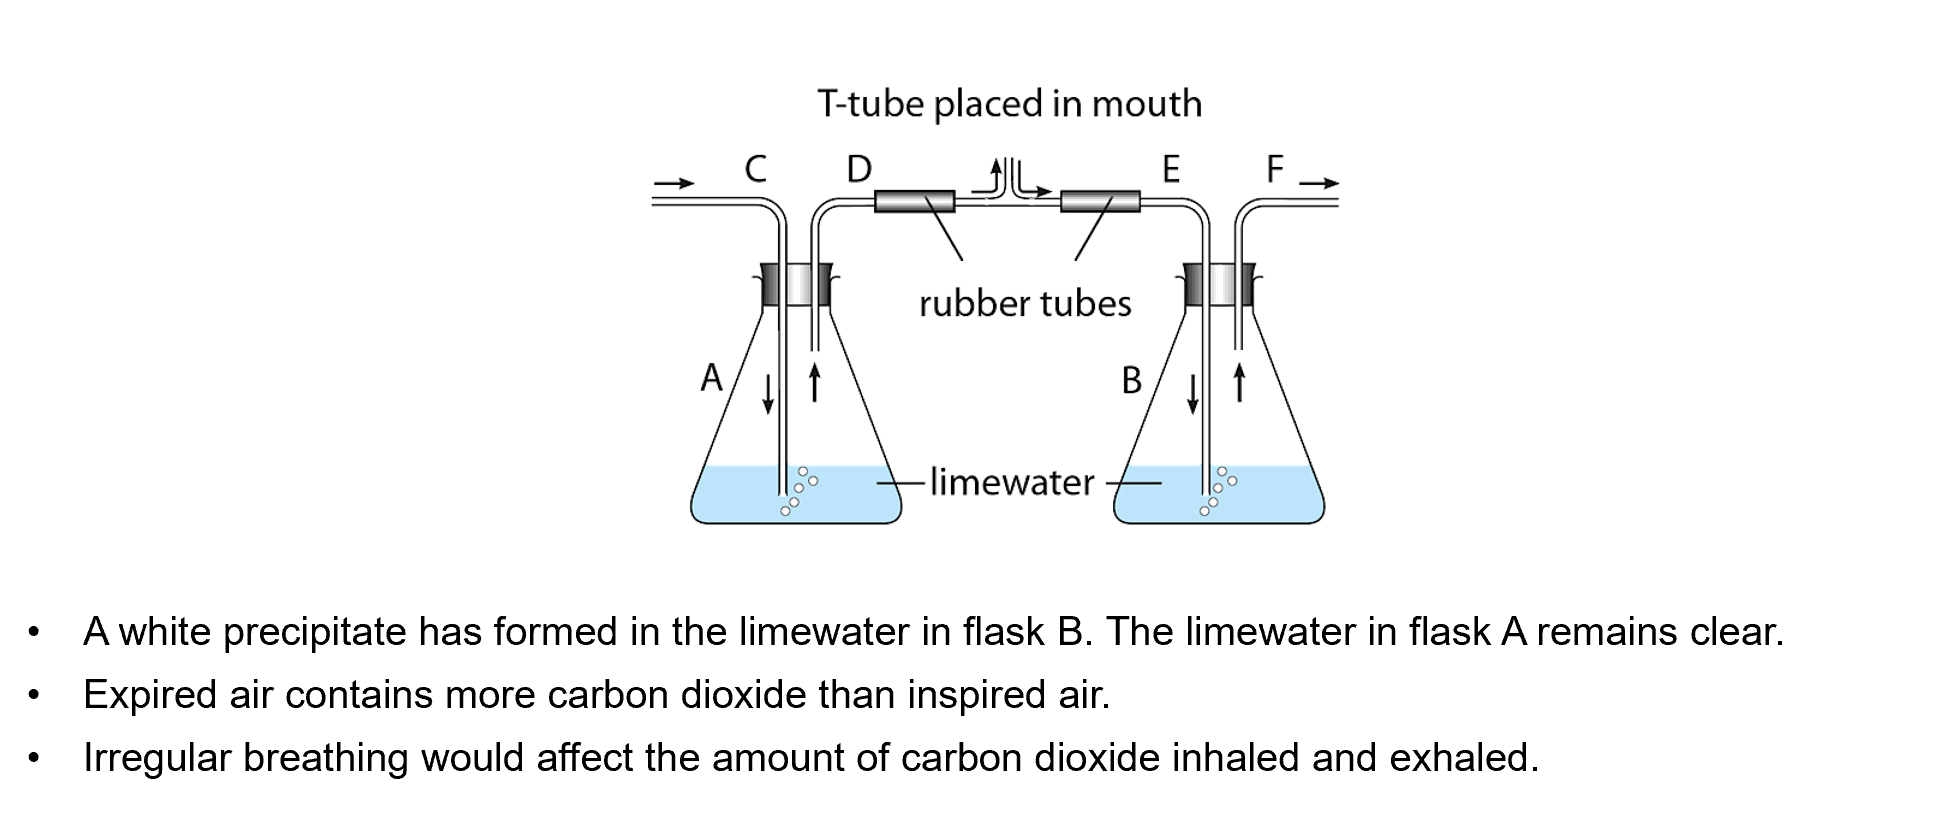 T-tube placed in mouth
C D E F
rubber tubes
A B
limewater
• A white precipitate has formed in the limewater in flask B. The limewater in flask A remains clear.
• Expired air contains more carbon dioxide than inspired air.
• Irregular breathing would affect the amount of carbon dioxide inhaled and exhaled.